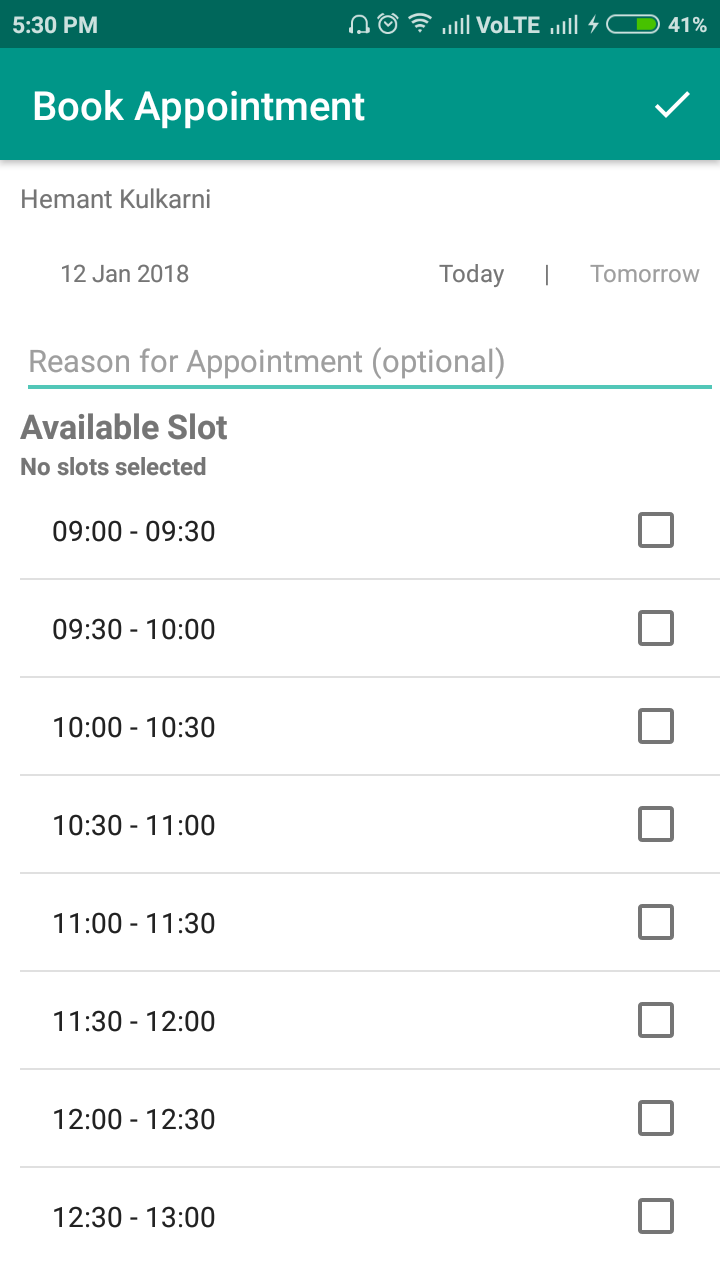 5:30 PM VoLTE 41%
Book Appointment
Hemant Kulkarni
12 Jan 2018 Today | Tomorrow
Reason for Appointment (optional)
Available Slot
No slots selected
09:00 - 09:30
09:30 - 10:00
10:00 - 10:30
10:30 - 11:00
11:00 - 11:30
11:30 - 12:00
12:00 - 12:30
12:30 - 13:00